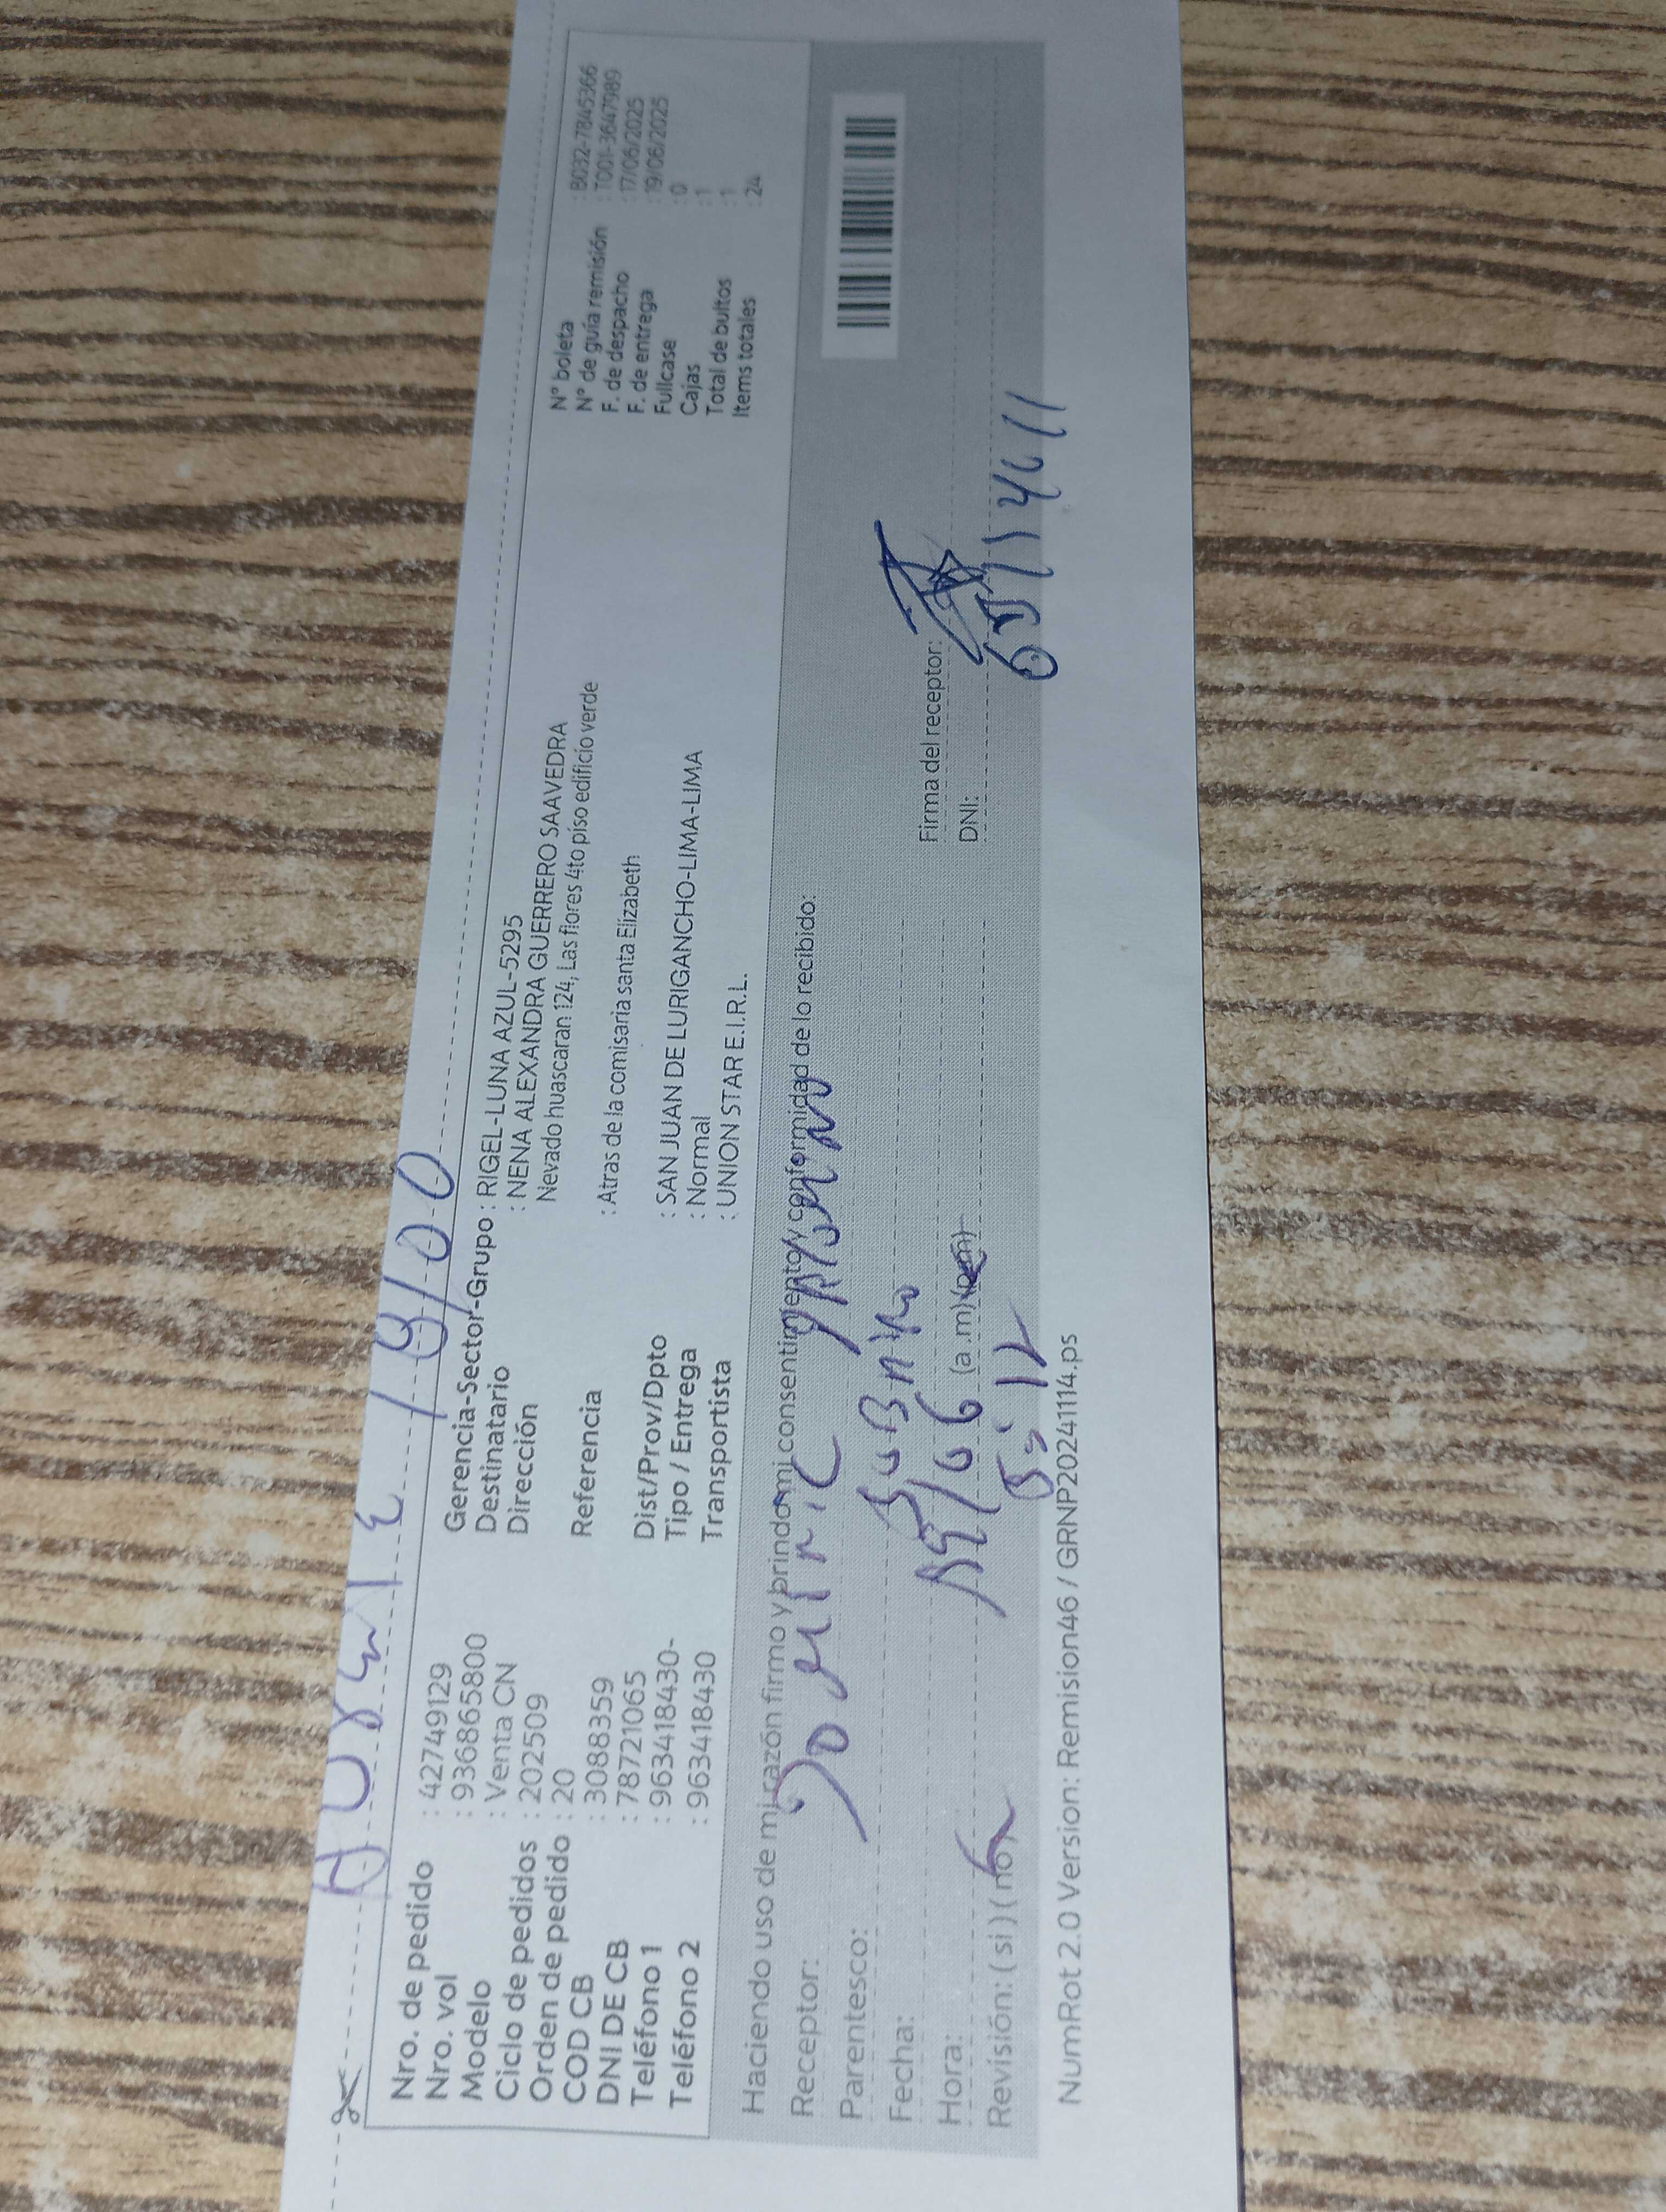 Nro. de pedido : 427749129
Nro. vol : 9368658​00
Modelo : Venta CN
Ciclo de pedidos : 202509
Orden de pedido : 20
COD CB : 3088359
DNI DE CB : 78721065
Teléfono 1 : 963418430-
Teléfono 2 : 963418430
Gerencia-Sector-Grupo : RIGEL-LUNA AZUL-5295
Destinatario : NENA ALEXANDRA GUERRERO SAAVEDRA
Dirección Nevado huascaran 124, Las flores 4to piso edificio verde
Referencia : Atras de la comisaria santa Elizabeth
Dist/Prov/Dpto : SAN JUAN DE LURIGANCHO-LIMA-LIMA
Tipo / Entrega : Normal
Transportista : UNION STAR E.I.R.L.
N° boleta : B032-7845366
N° de guía remisión : T001-3647989
F. de despacho : 17/06/2025
F. de entrega : 19/06/2025
Fullcase : 0
Cajas : 1
Total de bultos : 1
Items totales : 24
Haciendo uso de mi razón firmo y brindo mi consentimiento y conformidad de lo recibido:
Receptor:
Parentesco:
Fecha:
Hora: (a .m) (p.m)
Revisión: ( si ) ( no )
Firma del receptor:
DNI:
NumRot 2.0 Version: Remision46 / GRNP20241114.ps